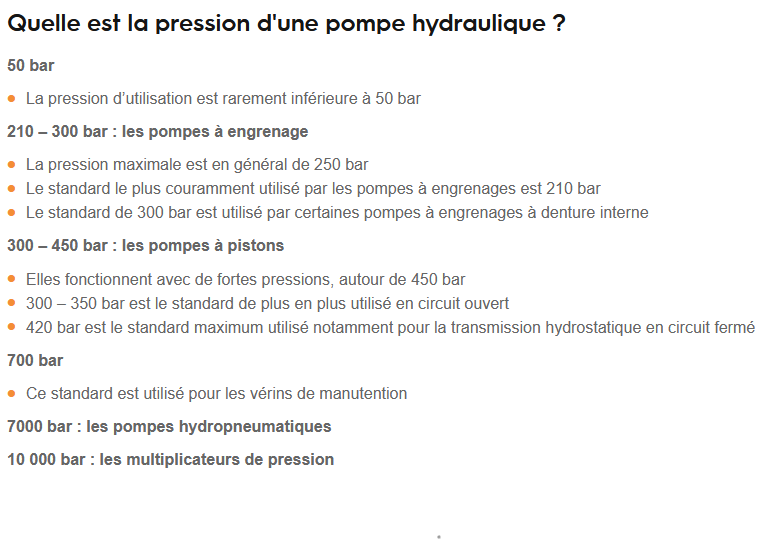 Quelle est la pression d'une pompe hydraulique ?
50 bar
La pression d’utilisation est rarement inférieure à 50 bar
210 – 300 bar : les pompes à engrenage
La pression maximale est en général de 250 bar
Le standard le plus couramment utilisé par les pompes à engrenages est 210 bar
Le standard de 300 bar est utilisé par certaines pompes à engrenages à denture interne
300 – 450 bar : les pompes à pistons
Elles fonctionnent avec de fortes pressions, autour de 450 bar
300 – 350 bar est le standard de plus en plus utilisé en circuit ouvert
420 bar est le standard maximum utilisé notamment pour la transmission hydrostatique en circuit fermé
700 bar
Ce standard est utilisé pour les vérins de manutention
7000 bar : les pompes hydropneumatiques
10 000 bar : les multiplicateurs de pression